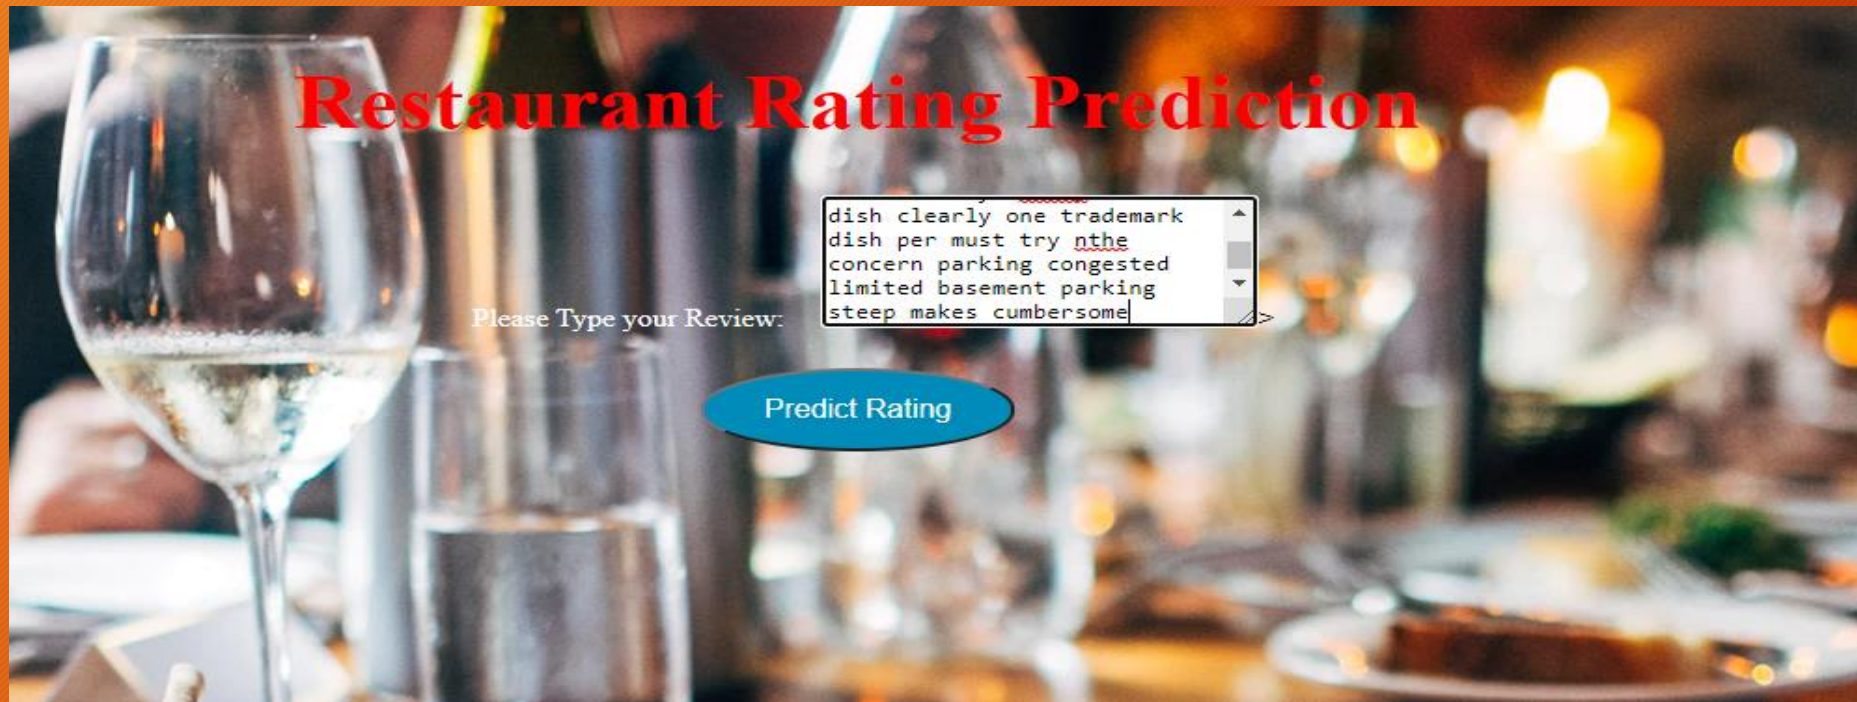 Restaurant Rating Prediction
dish clearly one trademark
dish per must try nthe
concern parking congested
limited basement parking
steep makes cumbersome
Please Type your Review:
>
Predict Rating